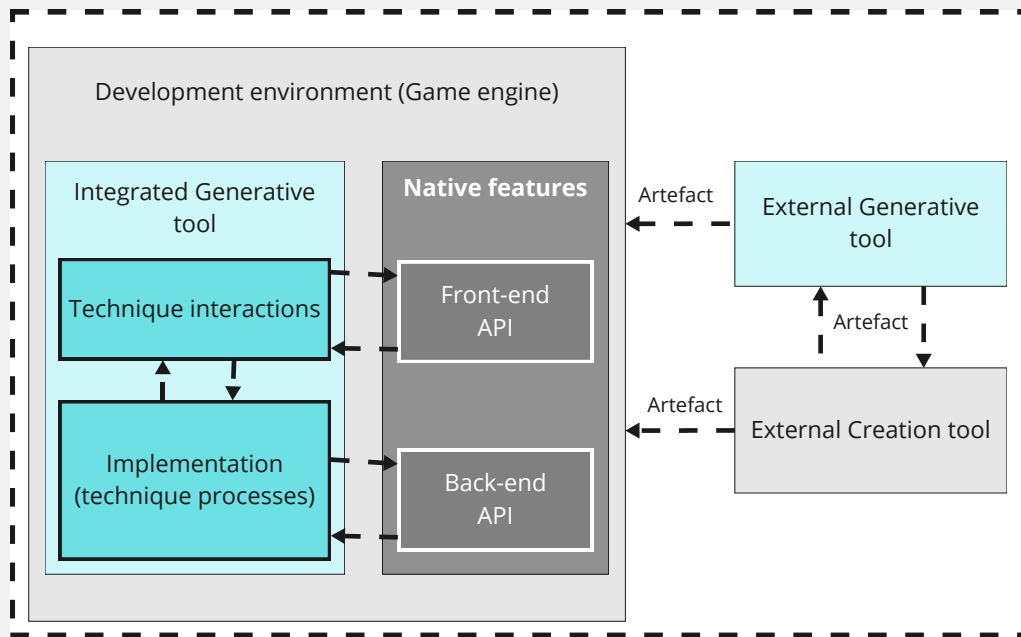 Development environment (Game engine)
Integrated Generative
tool
Technique interactions
Implementation
(technique processes)
Native features
Front-end
API
Back-end
API
Artefact
External Generative
tool
Artefact
Artefact
External Creation tool